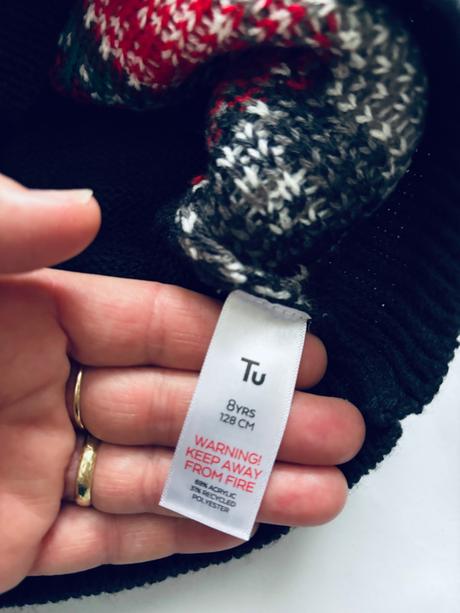 Tu
8YRS
128 CM
WARNING!
KEEP AWAY
FROM FIRE
69% ACRYLIC
31% RECYCLED
POLYESTER